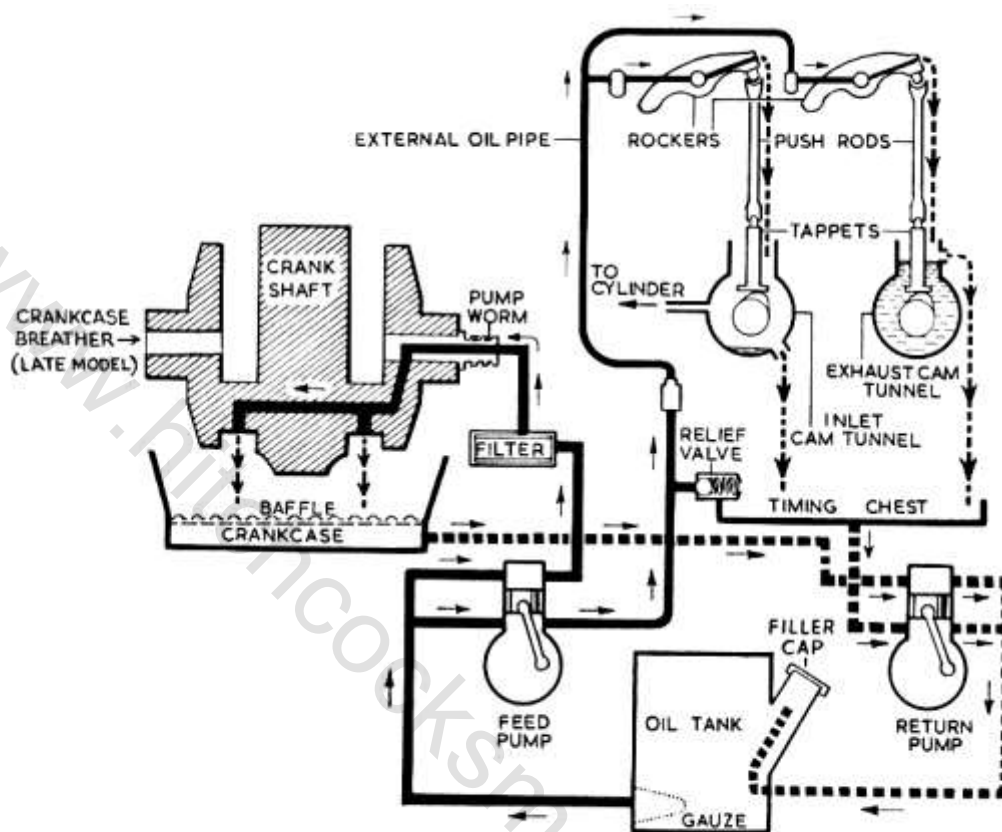 EXTERNAL OIL PIPE
ROCKERS
PUSH RODS
TAPPETS
TO
CYLINDER
CRANK
SHAFT
PUMP
WORM
CRANKCASE
BREATHER
(LATE MODEL)
EXHAUST CAM
TUNNEL
INLET
CAM TUNNEL
FILTER
RELIEF
VALVE
BAFFLE
CRANKCASE
TIMING CHEST
FILLER
CAP
FEED
PUMP
OIL TANK
GAUZE
RETURN
PUMP